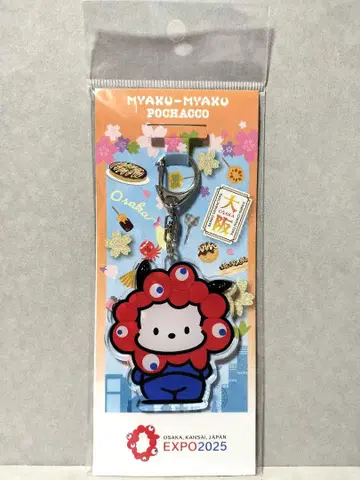 MYAKU-MYAKU
POCHACCO
Osaka
大阪
OSAKA
OSAKA, KANSAI, JAPAN
EXPO2025